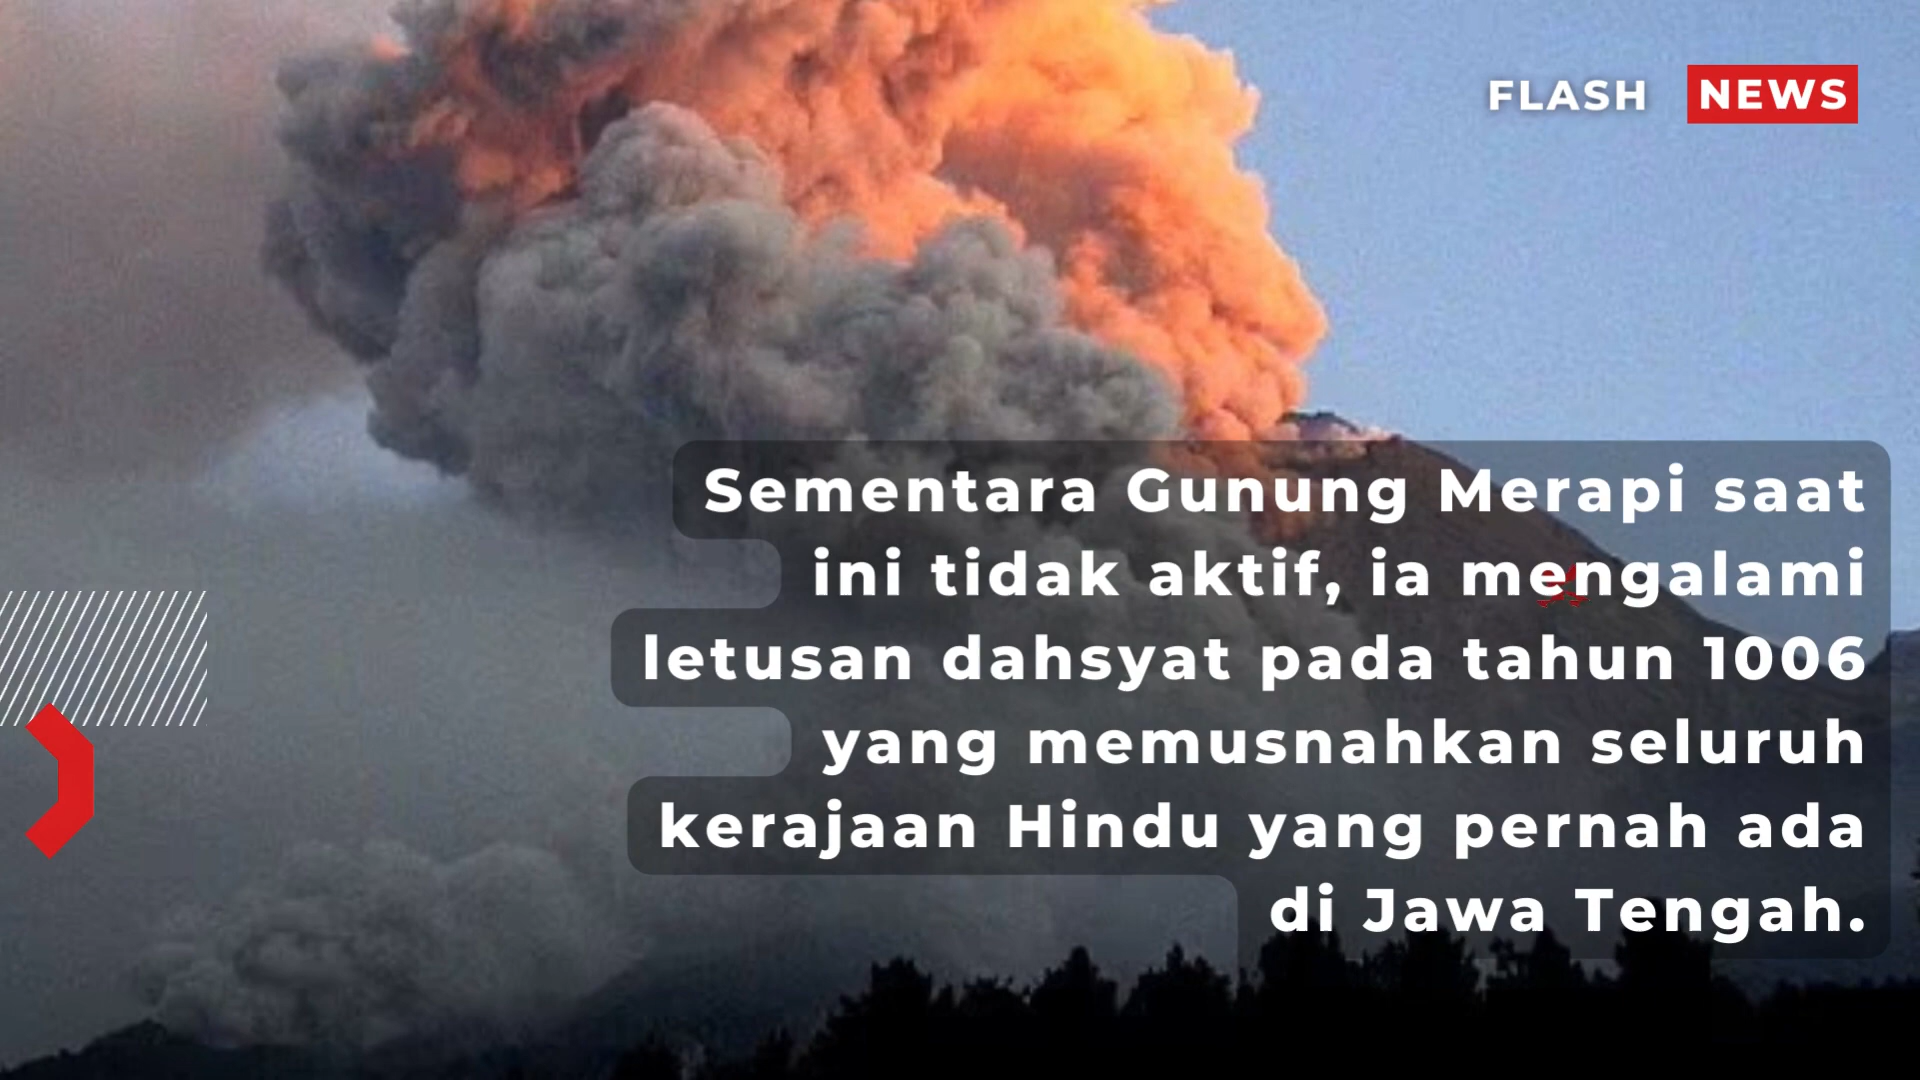 FLASH NEWS
Sementara Gunung Merapi saat
ini tidak aktif, ia mengalami
letusan dahsyat pada tahun 1006
yang memusnahkan seluruh
kerajaan Hindu yang pernah ada
di Jawa Tengah.